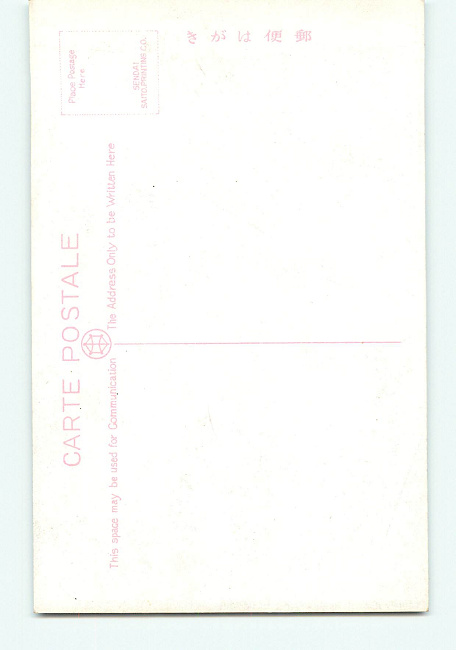 きがは便郵
Place Postage
Here
SENDAI
SAITO PRINTING CO.
CARTE·POSTALE
This space may be used for Communication
The Address Only to be Written Here